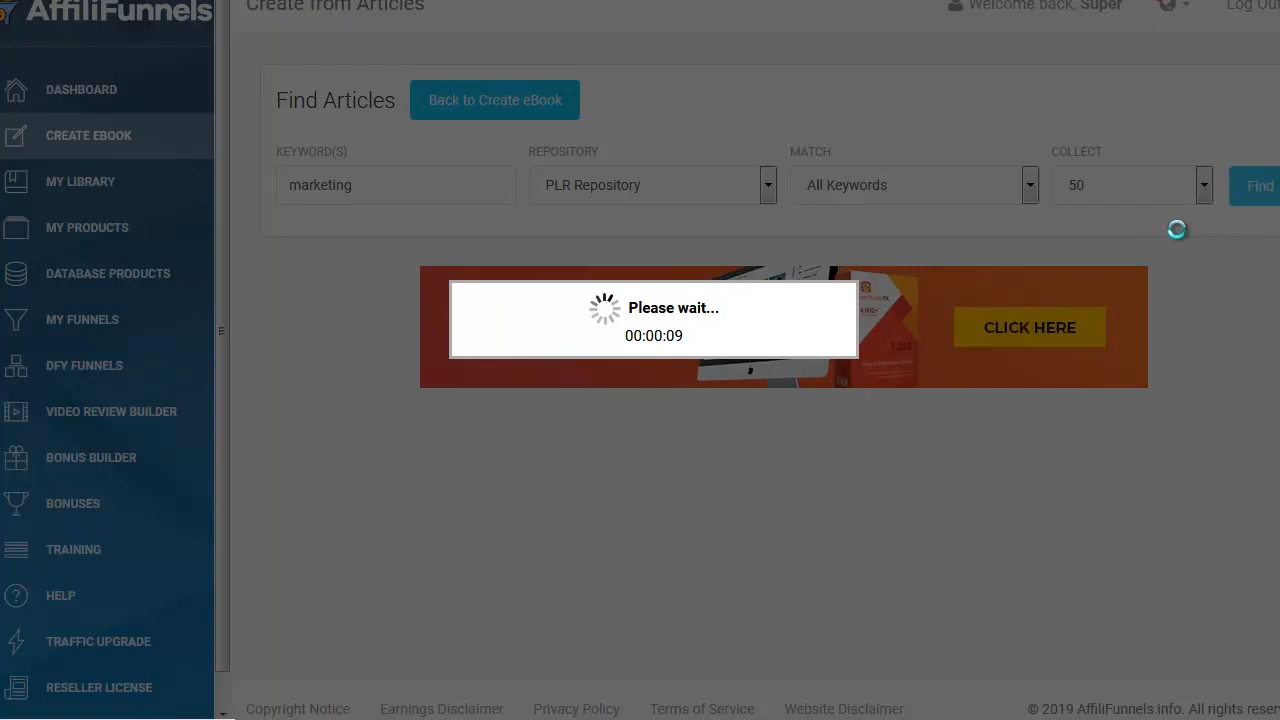 AffiliFunnels
Create from Articles
Welcome back, Super
Log Out
DASHBOARD
CREATE EBOOK
MY LIBRARY
MY PRODUCTS
DATABASE PRODUCTS
MY FUNNELS
DFY FUNNELS
VIDEO REVIEW BUILDER
BONUS BUILDER
BONUSES
TRAINING
HELP
TRAFFIC UPGRADE
RESELLER LICENSE
Find Articles
Back to Create eBook
KEYWORD(S)
REPOSITORY
MATCH
COLLECT
marketing
PLR Repository
All Keywords
50
Find
Please wait...
00:00:09
CLICK HERE
Copyright Notice
Earnings Disclaimer
Privacy Policy
Terms of Service
Website Disclaimer
© 2019 AffiliFunnels.info. All rights reser